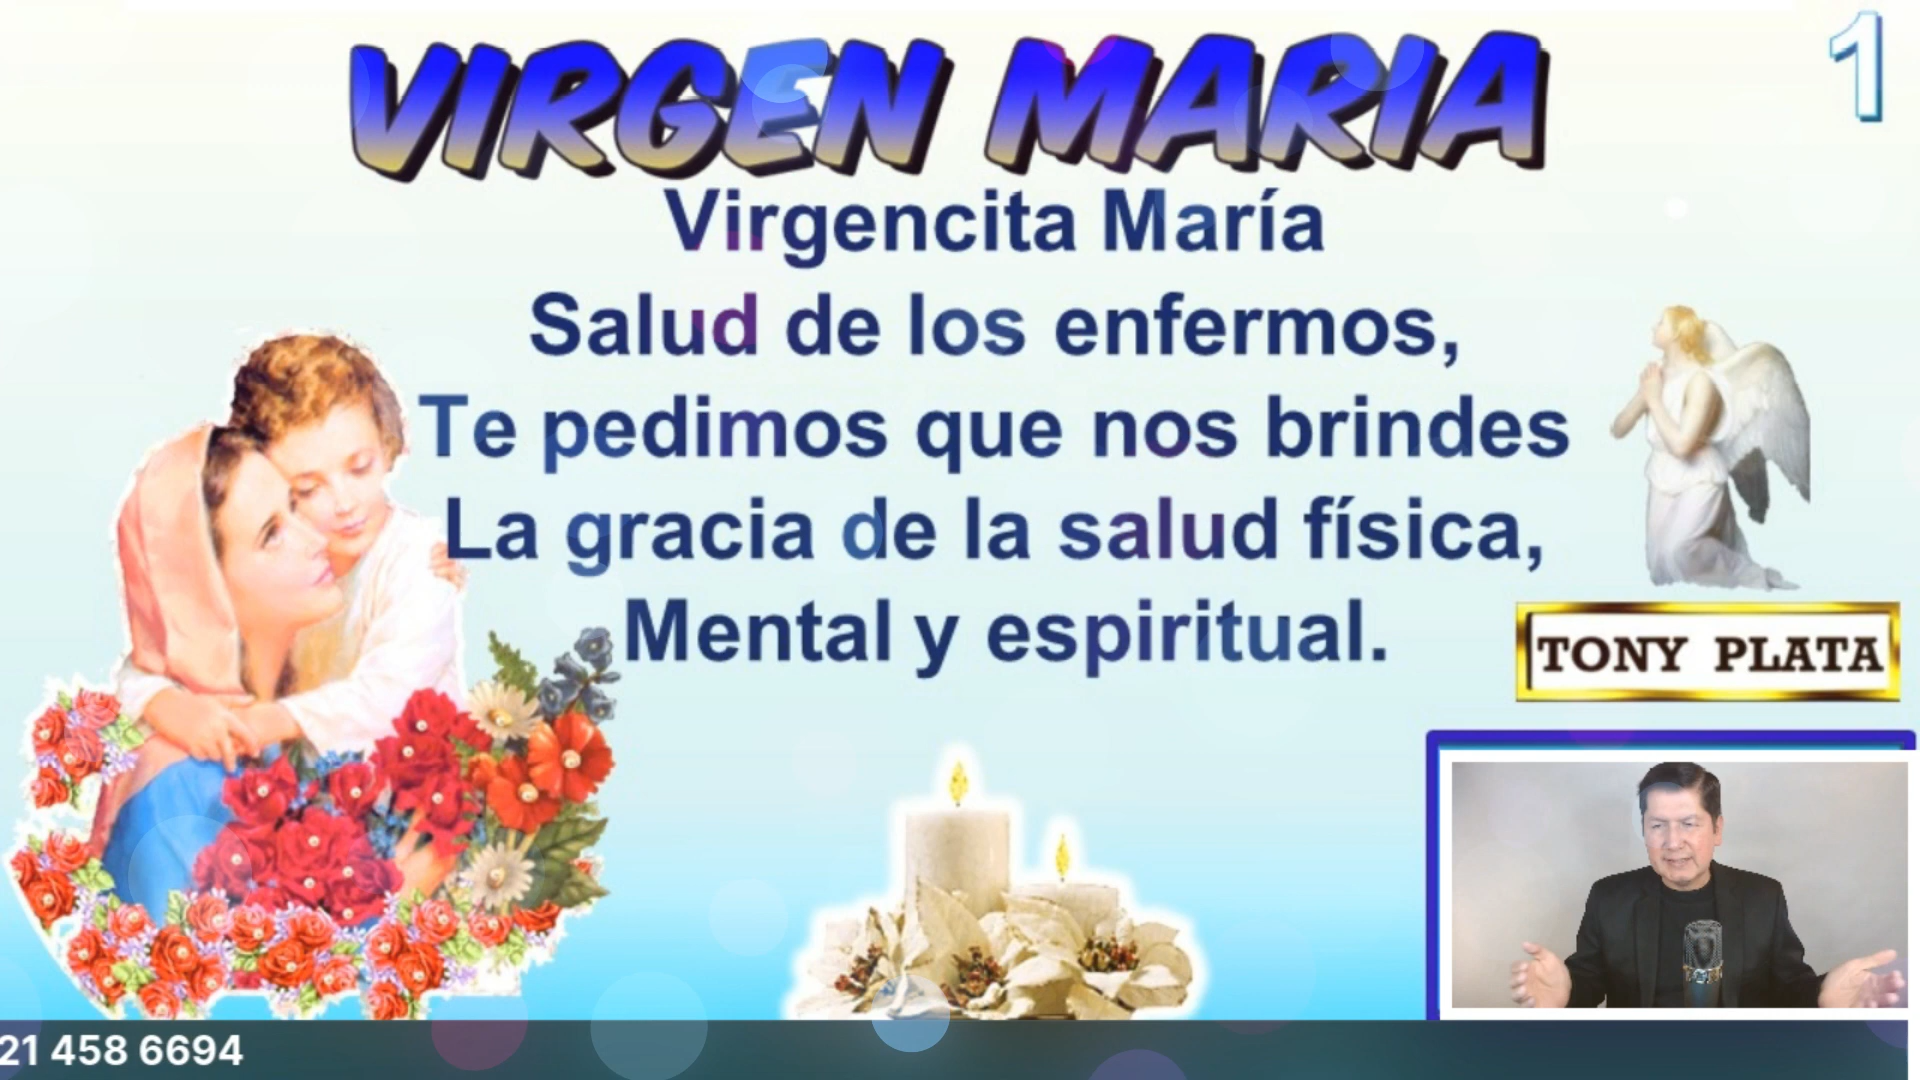 1
VIRGEN MARIA
Virgencita María
Salud de los enfermos,
Te pedimos que nos brindes
La gracia de la salud física,
Mental y espiritual.
TONY PLATA
21 458 6694